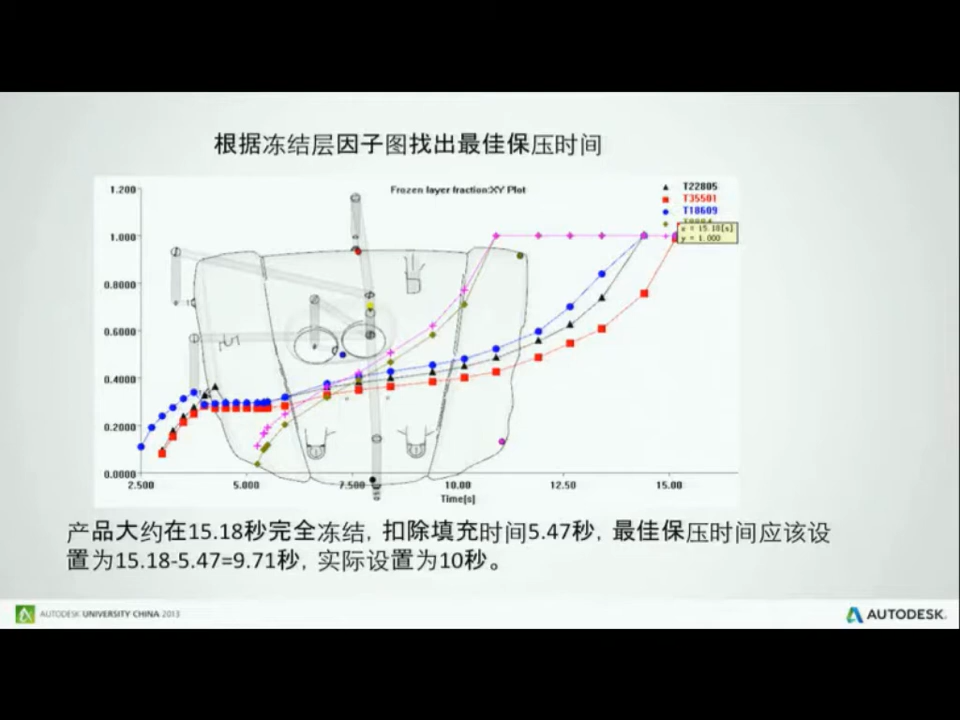 根据冻结层因子图找出最佳保压时间
Frozen layer fraction:XY Plot
1.200
1.000
0.8000
0.6000
0.4000
0.2000
0.0000
2.500 5.000 7.500 10.00 12.50 15.00
Time[s]
T22805
T35501
T18609
x = 15.18[s]
y = 1.000
产品大约在15.18秒完全冻结，扣除填充时间5.47秒，最佳保压时间应该设
置为15.18-5.47=9.71秒，实际设置为10秒。
AUTODESK UNIVERSITY CHINA 2013
AUTODESK.